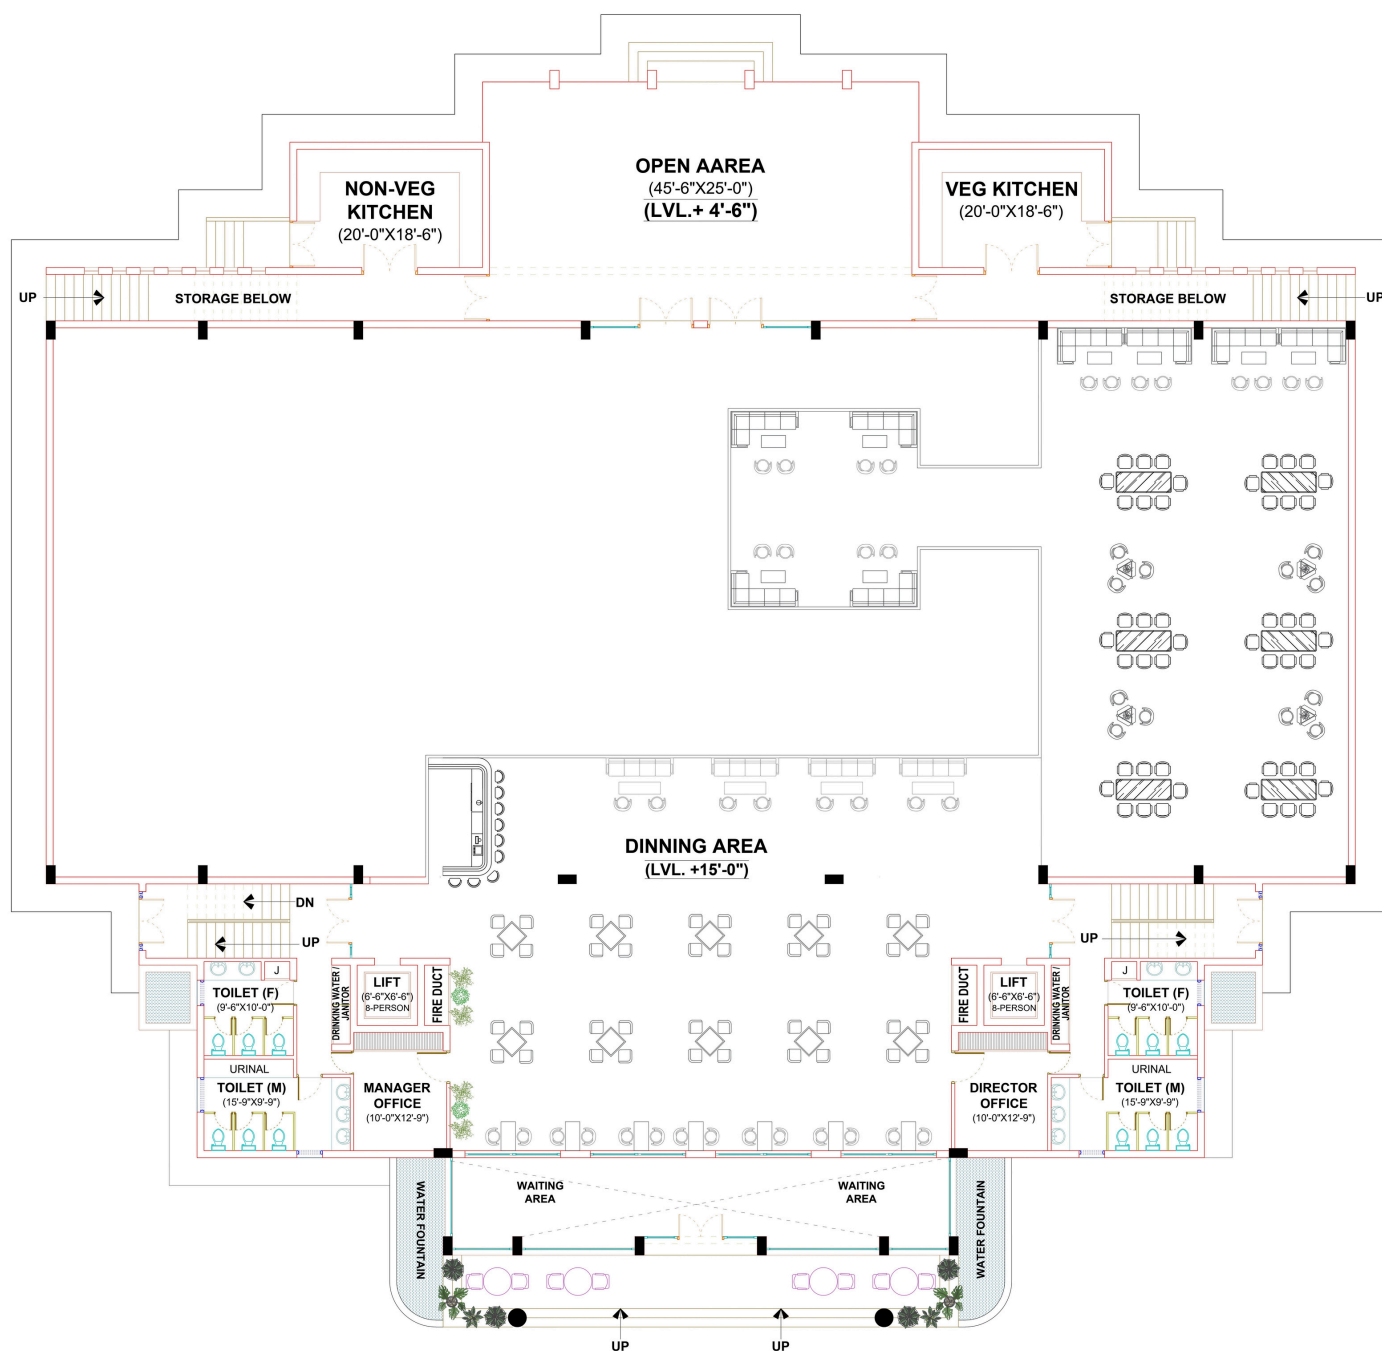 OPEN AAREA
(45'-6"X25'-0")
(LVL.+ 4'-6")
NON-VEG
KITCHEN
(20'-0"X18'-6")
VEG KITCHEN
(20'-0"X18'-6")
UP
STORAGE BELOW
STORAGE BELOW
UP
DINNING AREA
(LVL. +15'-0")
DN
UP
UP
J
TOILET (F)
(9'-6"X10'-0")
DRINKING WATER /
JANITOR
LIFT
(6'-6"X6'-6")
8-PERSON
FIRE DUCT
FIRE DUCT
LIFT
(6'-6"X6'-6")
8-PERSON
DRINKING WATER /
JANITOR
J
TOILET (F)
(9'-6"X10'-0")
URINAL
TOILET (M)
(15'-9"X9'-9")
MANAGER
OFFICE
(10'-0"X12'-9")
DIRECTOR
OFFICE
(10'-0"X12'-9")
URINAL
TOILET (M)
(15'-9"X9'-9")
WATER FOUNTAIN
WAITING
AREA
WAITING
AREA
WATER FOUNTAIN
UP
UP